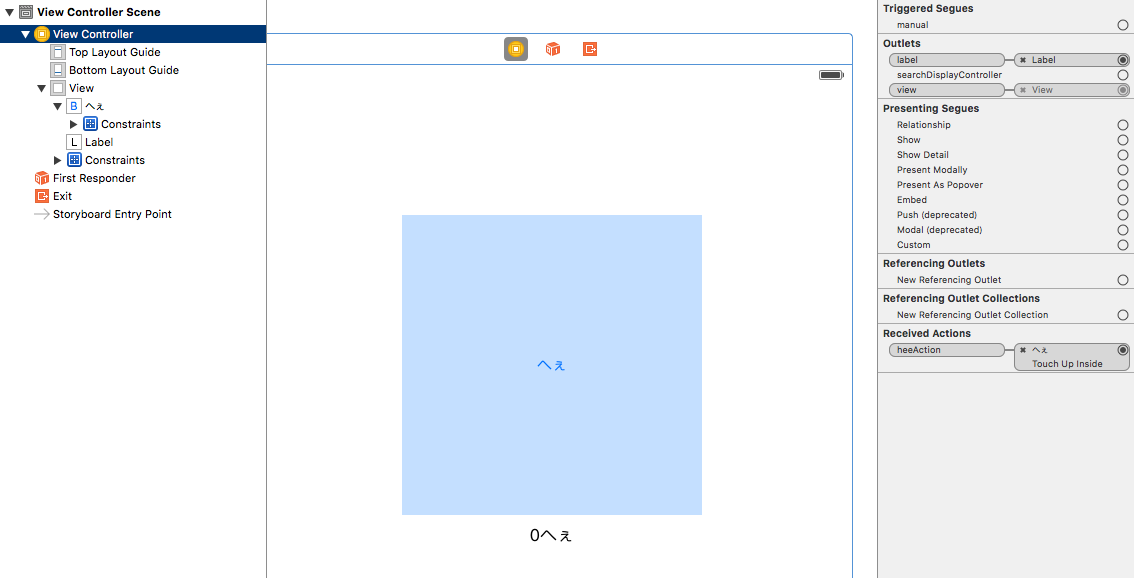 View Controller Scene
View Controller
Top Layout Guide
Bottom Layout Guide
View
B へぇ
Constraints
L Label
Constraints
First Responder
Exit
Storyboard Entry Point
へぇ
0へぇ
Triggered Segues
manual
Outlets
label Label
searchDisplayController
view View
Presenting Segues
Relationship
Show
Show Detail
Present Modally
Present As Popover
Embed
Push (deprecated)
Modal (deprecated)
Custom
Referencing Outlets
New Referencing Outlet
Referencing Outlet Collections
New Referencing Outlet Collection
Received Actions
heeAction へぇ
Touch Up Inside